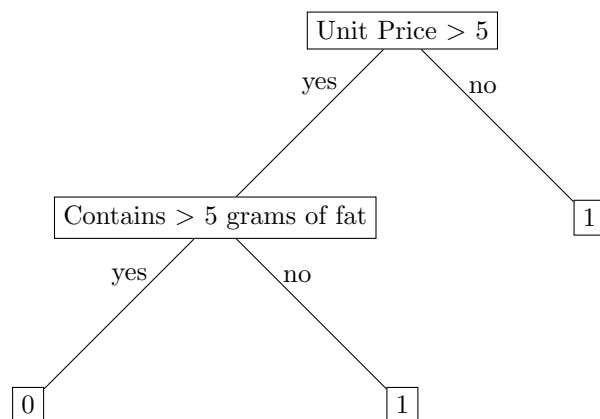 Unit Price > 5
yes
no
Contains > 5 grams of fat
1
yes
no
0
1